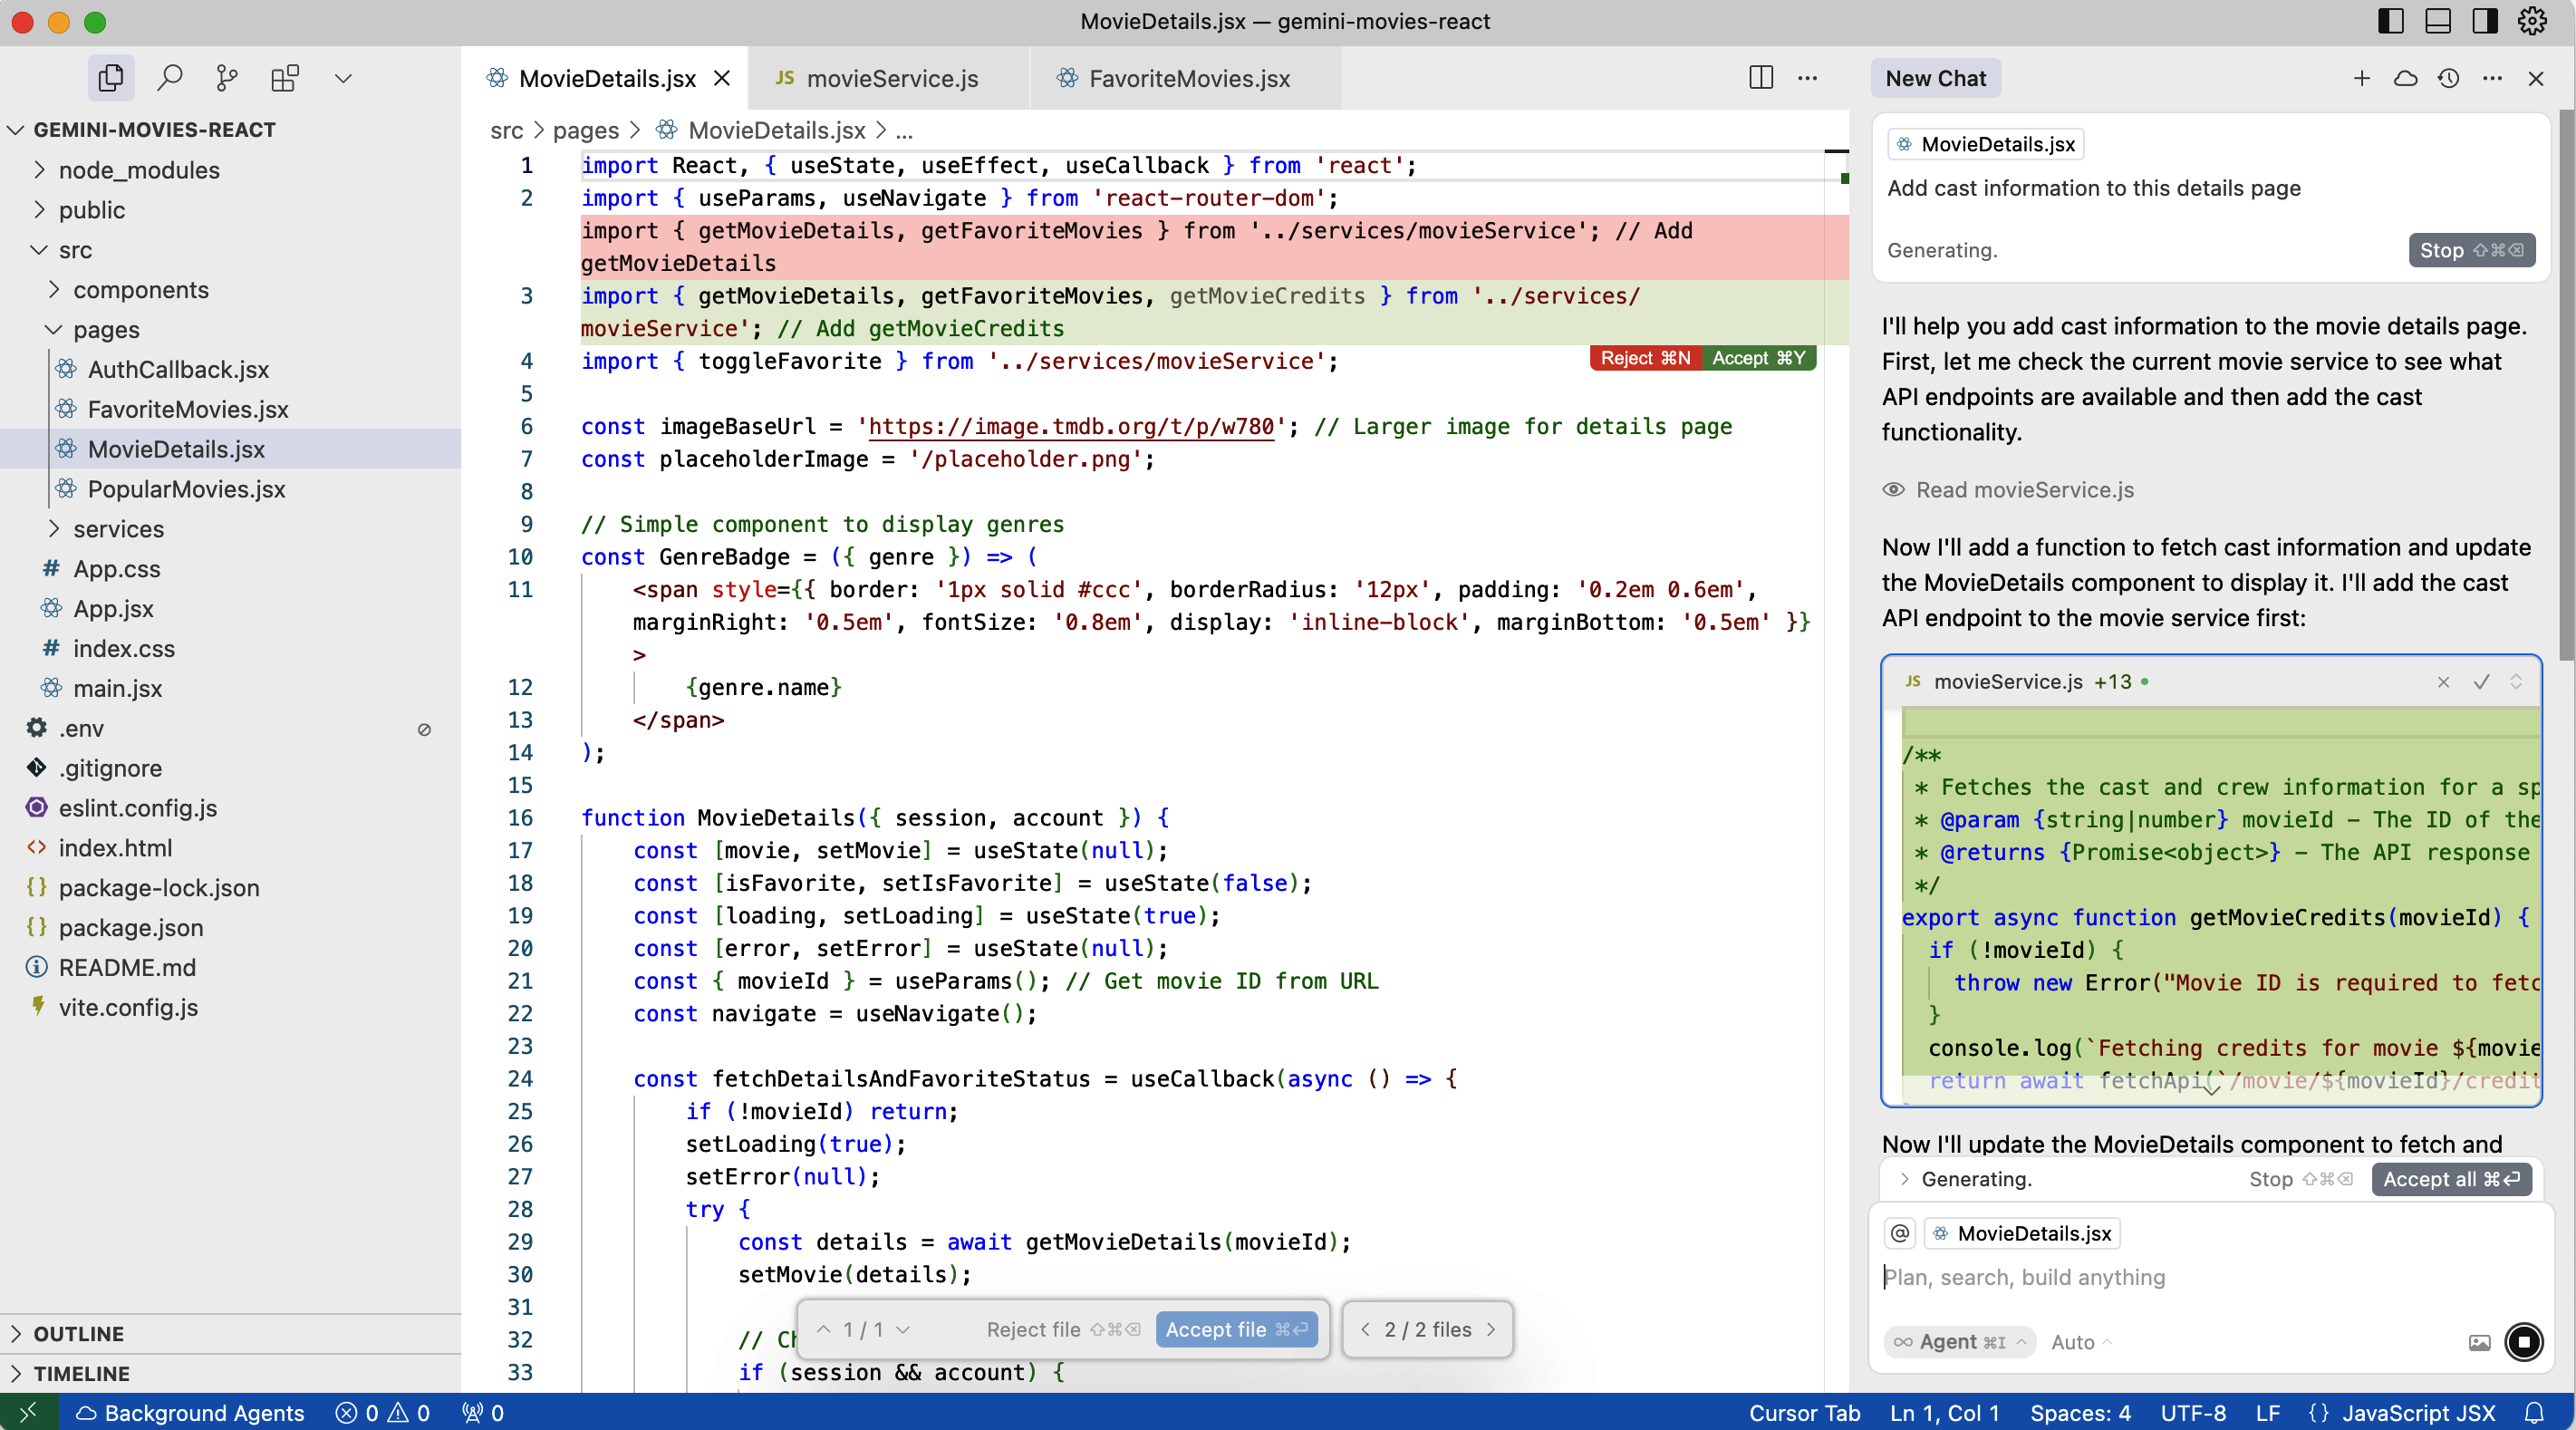 MovieDetails.jsx — gemini-movies-react
GEMINI-MOVIES-REACT
node_modules
public
src
components
pages
AuthCallback.jsx
FavoriteMovies.jsx
MovieDetails.jsx
PopularMovies.jsx
services
# App.css
App.jsx
# index.css
main.jsx
.env
.gitignore
eslint.config.js
<> index.html
{} package-lock.json
{} package.json
README.md
vite.config.js
OUTLINE
TIMELINE
MovieDetails.jsx
JS movieService.js
FavoriteMovies.jsx
src > pages > MovieDetails.jsx > ...
1 import React, { useState, useEffect, useCallback } from 'react';
2 import { useParams, useNavigate } from 'react-router-dom';
import { getMovieDetails, getFavoriteMovies } from '../services/movieService'; // Add
getMovieDetails
3 import { getMovieDetails, getFavoriteMovies, getMovieCredits } from '../services/
movieService'; // Add getMovieCredits
4 import { toggleFavorite } from '../services/movieService';
Reject ⌘N Accept ⌘Y
5
6 const imageBaseUrl = 'https://image.tmdb.org/t/p/w780'; // Larger image for details page
7 const placeholderImage = '/placeholder.png';
8
9 // Simple component to display genres
10 const GenreBadge = ({ genre }) => (
11 <span style={{ border: '1px solid #ccc', borderRadius: '12px', padding: '0.2em 0.6em',
marginRight: '0.5em', fontSize: '0.8em', display: 'inline-block', marginBottom: '0.5em' }}
>
12 {genre.name}
13 </span>
14 );
15
16 function MovieDetails({ session, account }) {
17 const [movie, setMovie] = useState(null);
18 const [isFavorite, setIsFavorite] = useState(false);
19 const [loading, setLoading] = useState(true);
20 const [error, setError] = useState(null);
21 const { movieId } = useParams(); // Get movie ID from URL
22 const navigate = useNavigate();
23
24 const fetchDetailsAndFavoriteStatus = useCallback(async () => {
25 if (!movieId) return;
26 setLoading(true);
27 setError(null);
28 try {
29 const details = await getMovieDetails(movieId);
30 setMovie(details);
31
32 // Ch
33 if (session && account) {
1 / 1 Reject file ⇧⌘⌫ Accept file ⌘⏎
< 2 / 2 files >
New Chat
MovieDetails.jsx
Add cast information to this details page
Generating.
Stop ⇧⌘⌫
I'll help you add cast information to the movie details page.
First, let me check the current movie service to see what
API endpoints are available and then add the cast
functionality.
Read movieService.js
Now I'll add a function to fetch cast information and update
the MovieDetails component to display it. I'll add the cast
API endpoint to the movie service first:
JS movieService.js +13
/**
* Fetches the cast and crew information for a sp
* @param {string|number} movieId - The ID of the
* @returns {Promise<object>} - The API response
*/
export async function getMovieCredits(movieId) {
if (!movieId) {
throw new Error("Movie ID is required to fetc
}
console.log(`Fetching credits for movie ${movie
return await fetchApi(`/movie/${movieId}/credit
Now I'll update the MovieDetails component to fetch and
> Generating.
Stop ⇧⌘⌫
Accept all ⌘⏎
@ MovieDetails.jsx
Plan, search, build anything
∞ Agent ⌘I
Auto
Background Agents
0 0
0
Cursor Tab
Ln 1, Col 1
Spaces: 4
UTF-8
LF
{} JavaScript JSX